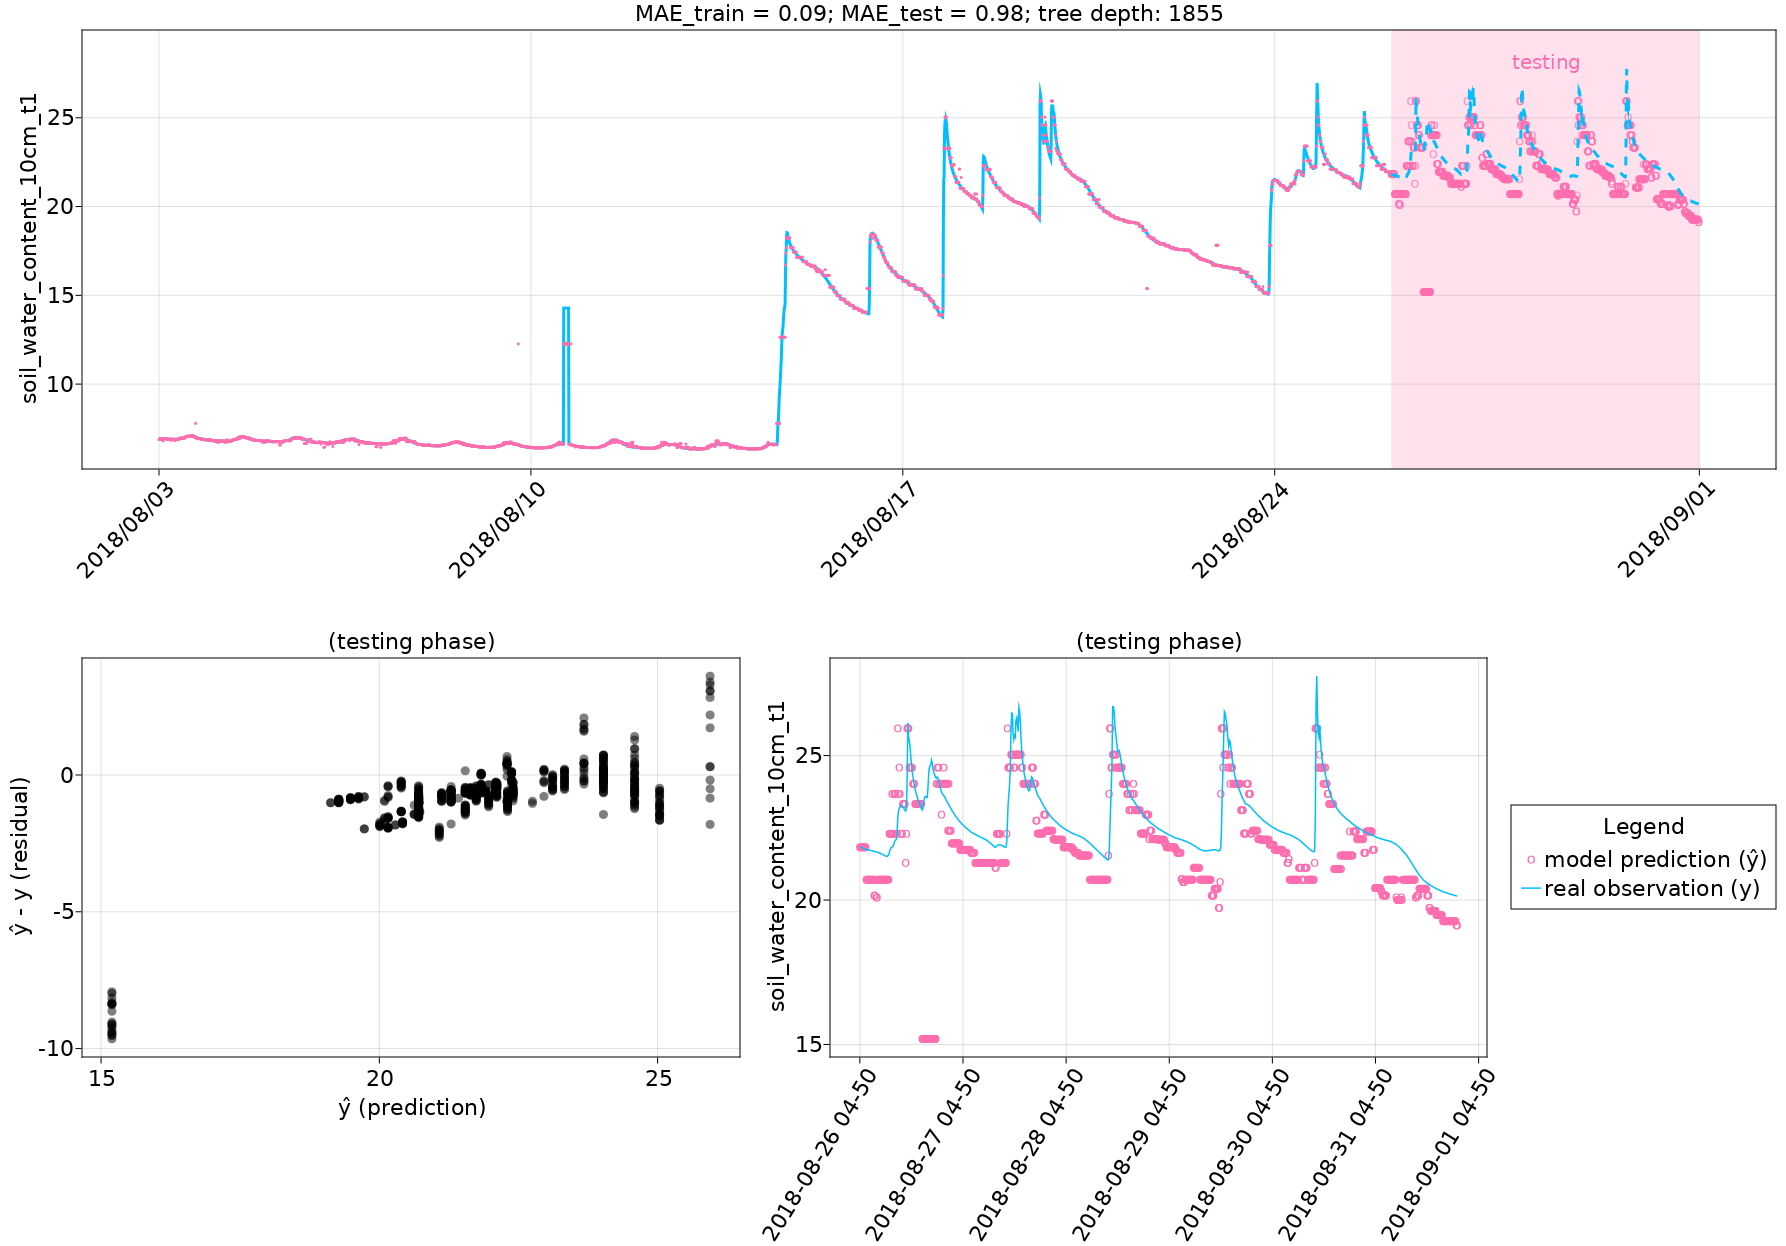 MAE_train = 0.09; MAE_test = 0.98; tree depth: 1855
soil_water_content_10cm_t1
25
20
15
10
testing
2018/08/03
2018/08/10
2018/08/17
2018/08/24
2018/09/01
(testing phase)
ŷ - y (residual)
0
-5
-10
15
20
25
ŷ (prediction)
(testing phase)
soil_water_content_10cm_t1
25
20
15
2018-08-26 04-50
2018-08-27 04-50
2018-08-28 04-50
2018-08-29 04-50
2018-08-30 04-50
2018-08-31 04-50
2018-09-01 04-50
Legend
model prediction (ŷ)
real observation (y)